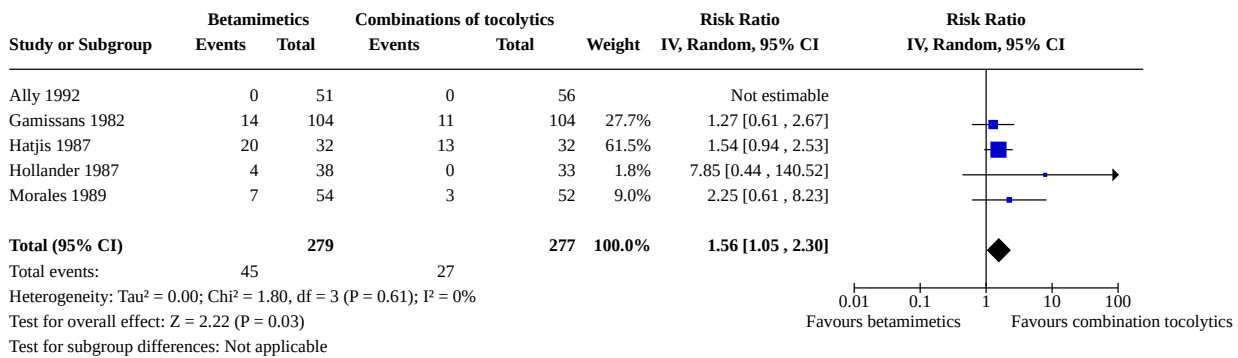 Betamimetics Combinations of tocolytics Risk Ratio Risk Ratio
Study or Subgroup Events Total Events Total Weight IV, Random, 95% CI IV, Random, 95% CI
Ally 1992 0 51 0 56 Not estimable
Gamissans 1982 14 104 11 104 27.7% 1.27 [0.61 , 2.67]
Hatjis 1987 20 32 13 32 61.5% 1.54 [0.94 , 2.53]
Hollander 1987 4 38 0 33 1.8% 7.85 [0.44 , 140.52]
Morales 1989 7 54 3 52 9.0% 2.25 [0.61 , 8.23]
Total (95% CI) 279 277 100.0% 1.56 [1.05 , 2.30]
Total events: 45 27
Heterogeneity: Tau² = 0.00; Chi² = 1.80, df = 3 (P = 0.61); I² = 0%
0.01 0.1 1 10 100
Test for overall effect: Z = 2.22 (P = 0.03)
Favours betamimetics Favours combination tocolytics
Test for subgroup differences: Not applicable